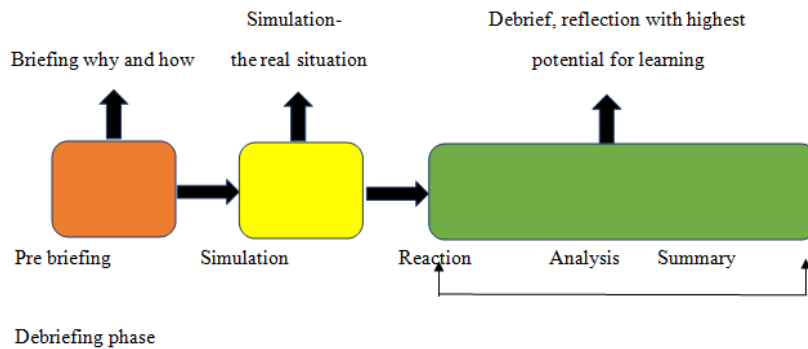 Simulation-
Debrief, reflection with highest
Briefing why and how
the real situation
potential for learning
Pre briefing
Simulation
Reaction
Analysis
Summary
Debriefing phase